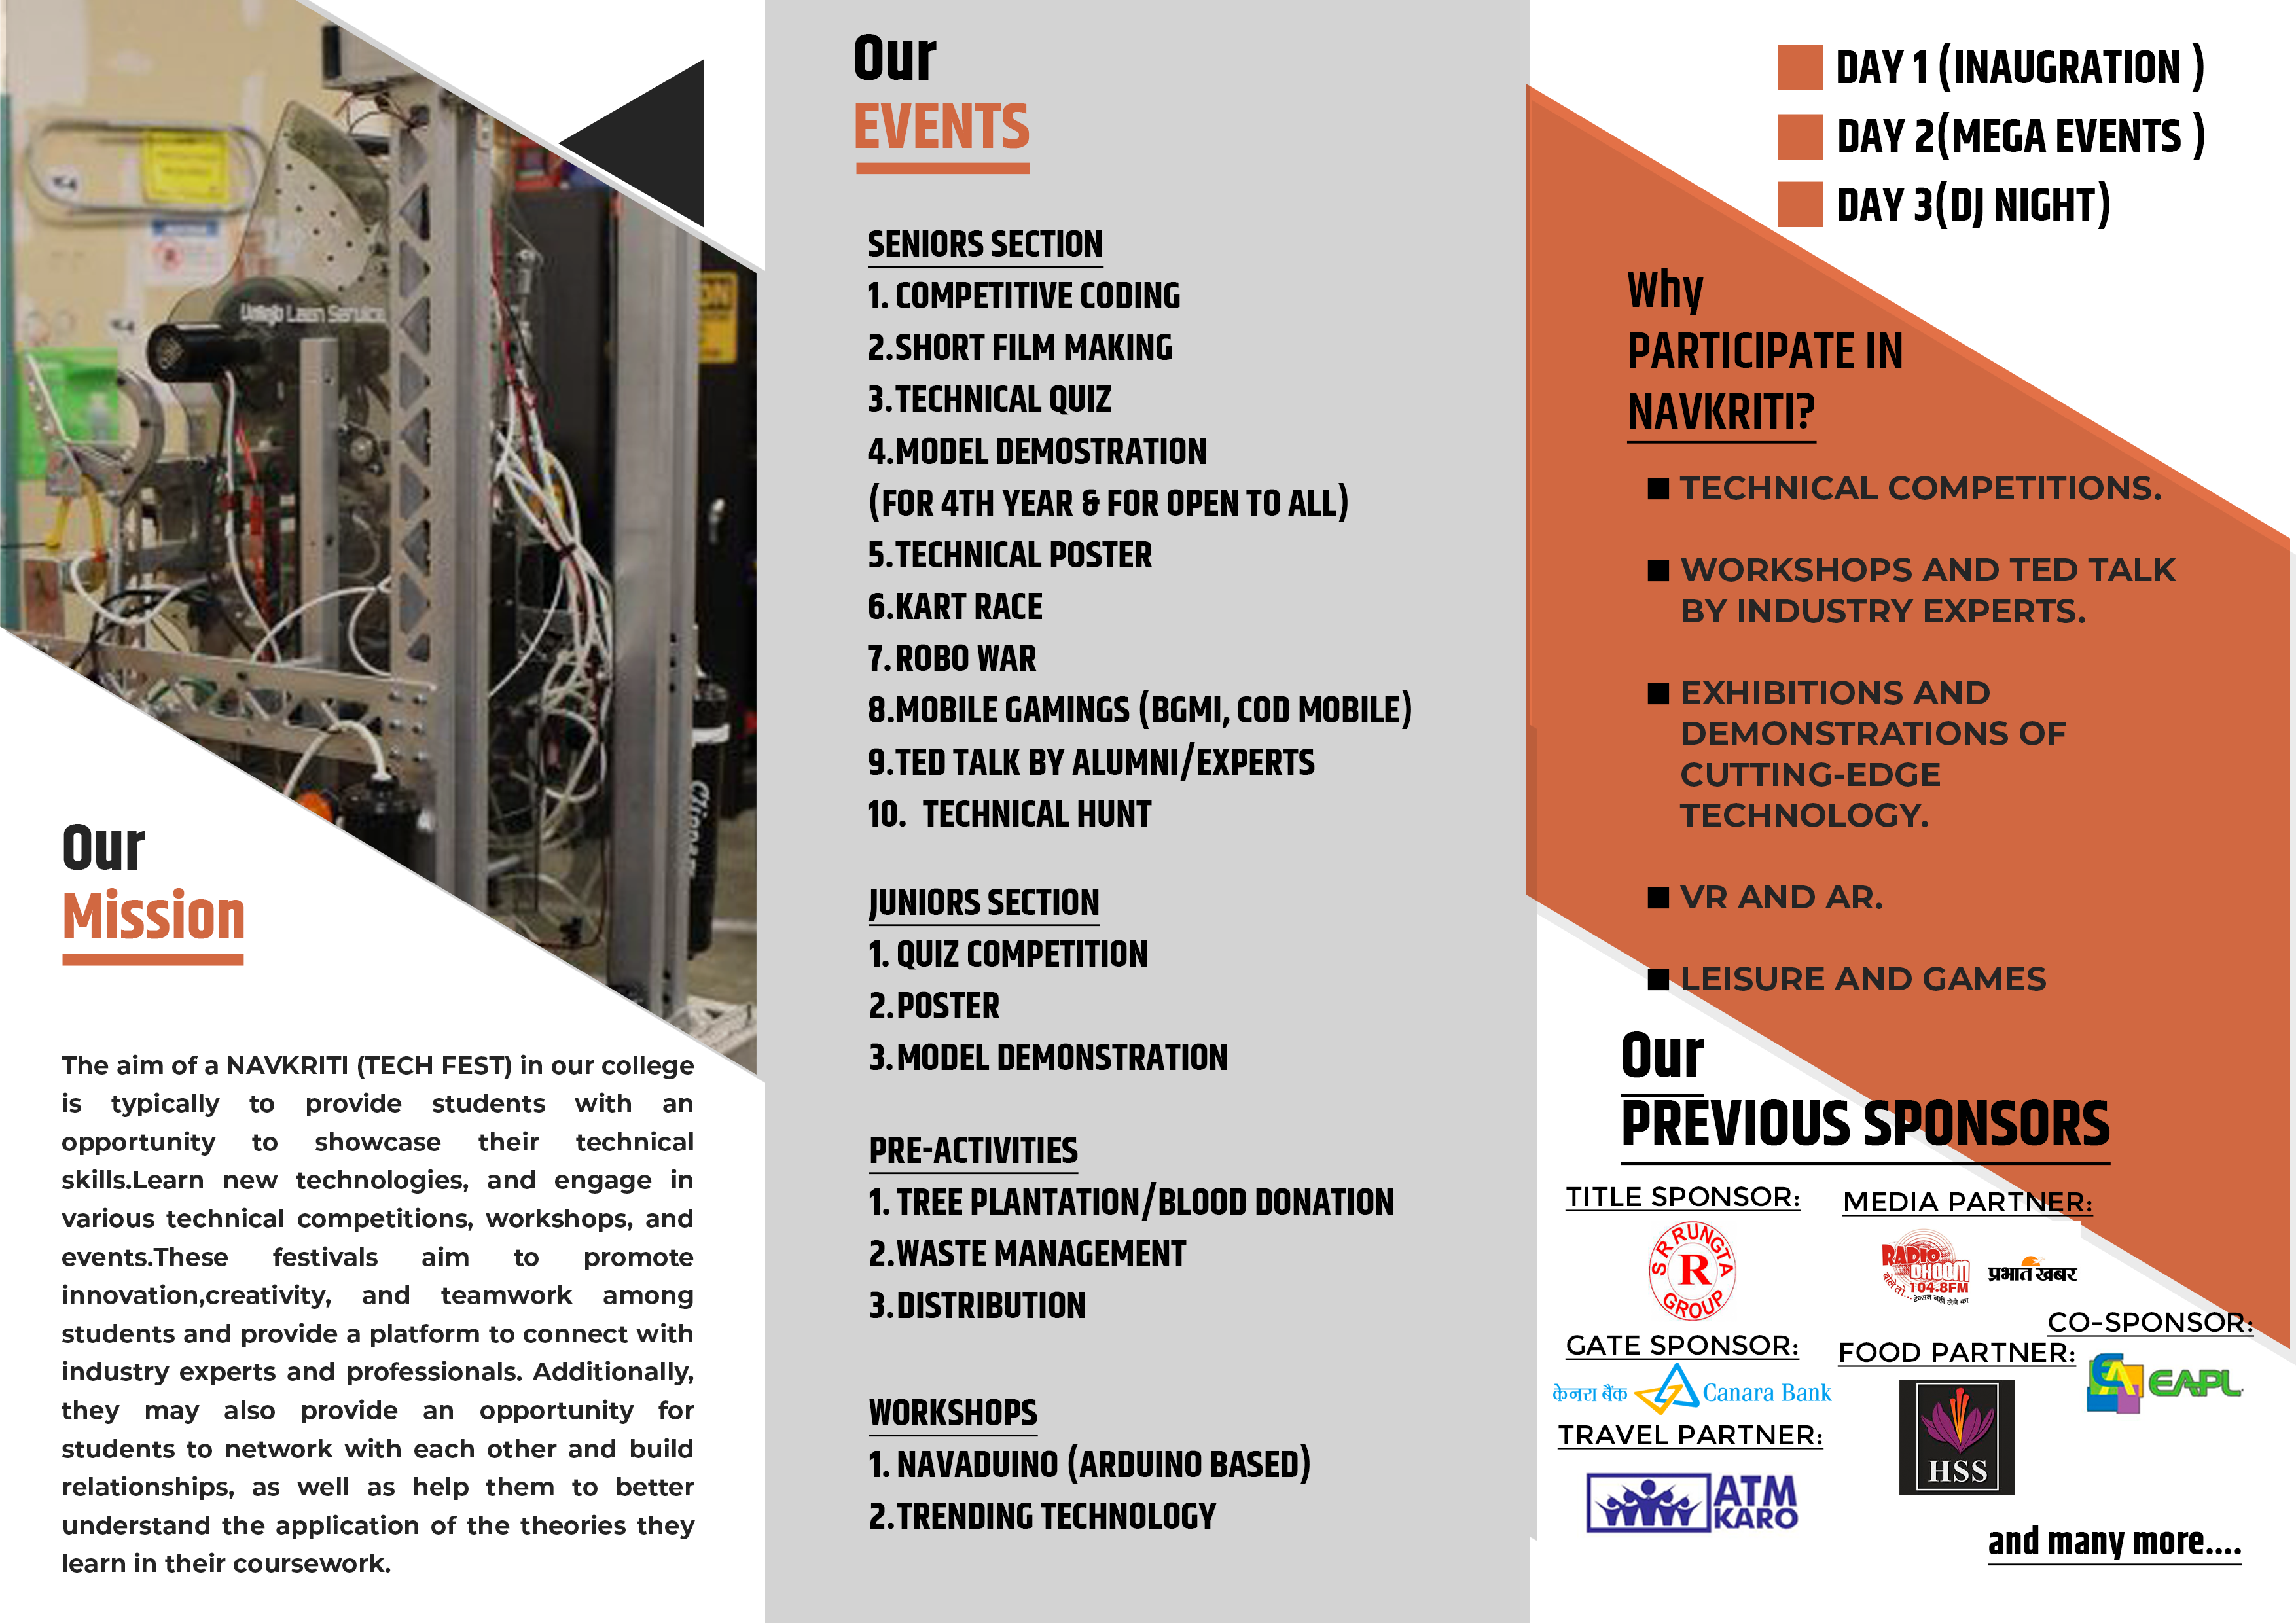 Our
Mission
The aim of a NAVKRITI (TECH FEST) in our college
is typically to provide students with an
opportunity to showcase their technical
skills.Learn new technologies, and engage in
various technical competitions, workshops, and
events.These festivals aim to promote
innovation,creativity, and teamwork among
students and provide a platform to connect with
industry experts and professionals. Additionally,
they may also provide an opportunity for
students to network with each other and build
relationships, as well as help them to better
understand the application of the theories they
learn in their coursework.
Our
EVENTS
SENIORS SECTION
1. COMPETITIVE CODING
2.SHORT FILM MAKING
3.TECHNICAL QUIZ
4.MODEL DEMOSTRATION
(FOR 4TH YEAR & FOR OPEN TO ALL)
5.TECHNICAL POSTER
6.KART RACE
7.ROBO WAR
8.MOBILE GAMINGS (BGMI, COD MOBILE)
9.TED TALK BY ALUMNI/EXPERTS
10. TECHNICAL HUNT
JUNIORS SECTION
1. QUIZ COMPETITION
2.POSTER
3.MODEL DEMONSTRATION
PRE-ACTIVITIES
1. TREE PLANTATION/BLOOD DONATION
2.WASTE MANAGEMENT
3.DISTRIBUTION
WORKSHOPS
1. NAVADUINO (ARDUINO BASED)
2.TRENDING TECHNOLOGY
DAY 1 (INAUGRATION )
DAY 2(MEGA EVENTS )
DAY 3(DJ NIGHT)
Why
PARTICIPATE IN
NAVKRITI?
TECHNICAL COMPETITIONS.
WORKSHOPS AND TED TALK
BY INDUSTRY EXPERTS.
EXHIBITIONS AND
DEMONSTRATIONS OF
CUTTING-EDGE
TECHNOLOGY.
VR AND AR.
LEISURE AND GAMES
Our
PREVIOUS SPONSORS
TITLE SPONSOR:
S R RUNGTA
R
GROUP
MEDIA PARTNER:
RADIO
DHOOM
104.8FM
बोले तो... टेन्शन नहीं लेने का
प्रभात खबर
GATE SPONSOR:
केनरा बैंक Canara Bank
CO-SPONSOR:
EAPL
FOOD PARTNER:
HSS
TRAVEL PARTNER:
ATM
KARO
and many more....